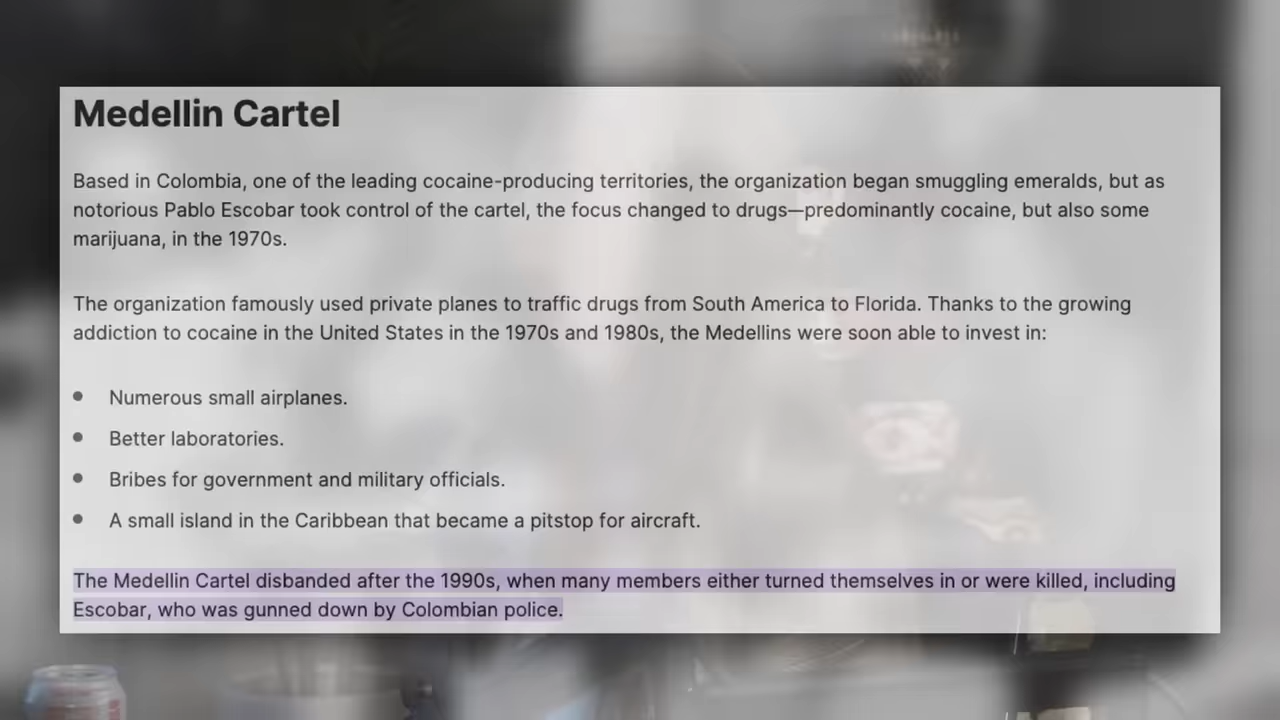 Medellin Cartel
Based in Colombia, one of the leading cocaine-producing territories, the organization began smuggling emeralds, but as
notorious Pablo Escobar took control of the cartel, the focus changed to drugs—predominantly cocaine, but also some
marijuana, in the 1970s.
The organization famously used private planes to traffic drugs from South America to Florida. Thanks to the growing
addiction to cocaine in the United States in the 1970s and 1980s, the Medellins were soon able to invest in:
• Numerous small airplanes.
• Better laboratories.
• Bribes for government and military officials.
• A small island in the Caribbean that became a pitstop for aircraft.
The Medellin Cartel disbanded after the 1990s, when many members either turned themselves in or were killed, including
Escobar, who was gunned down by Colombian police.